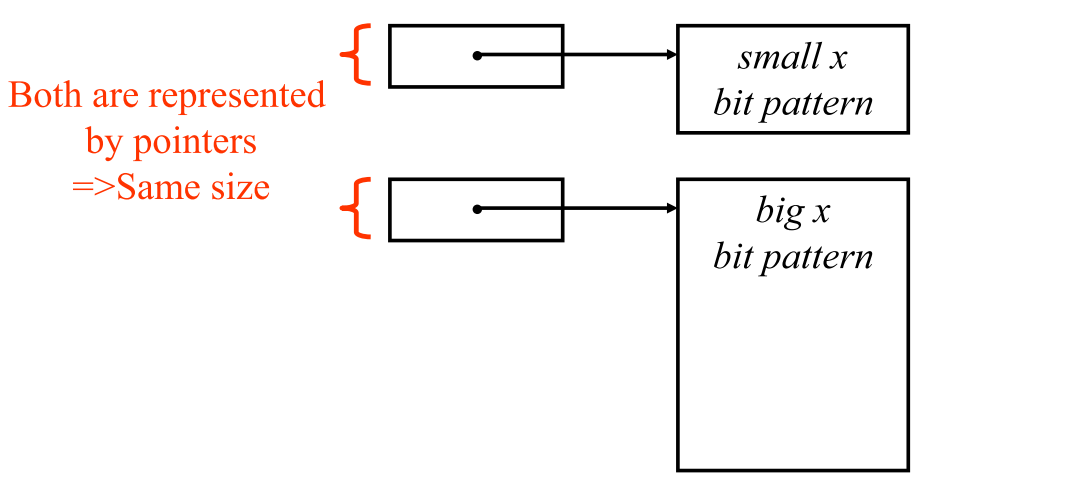 Both are represented
by pointers
=>Same size
small x
bit pattern
big x
bit pattern